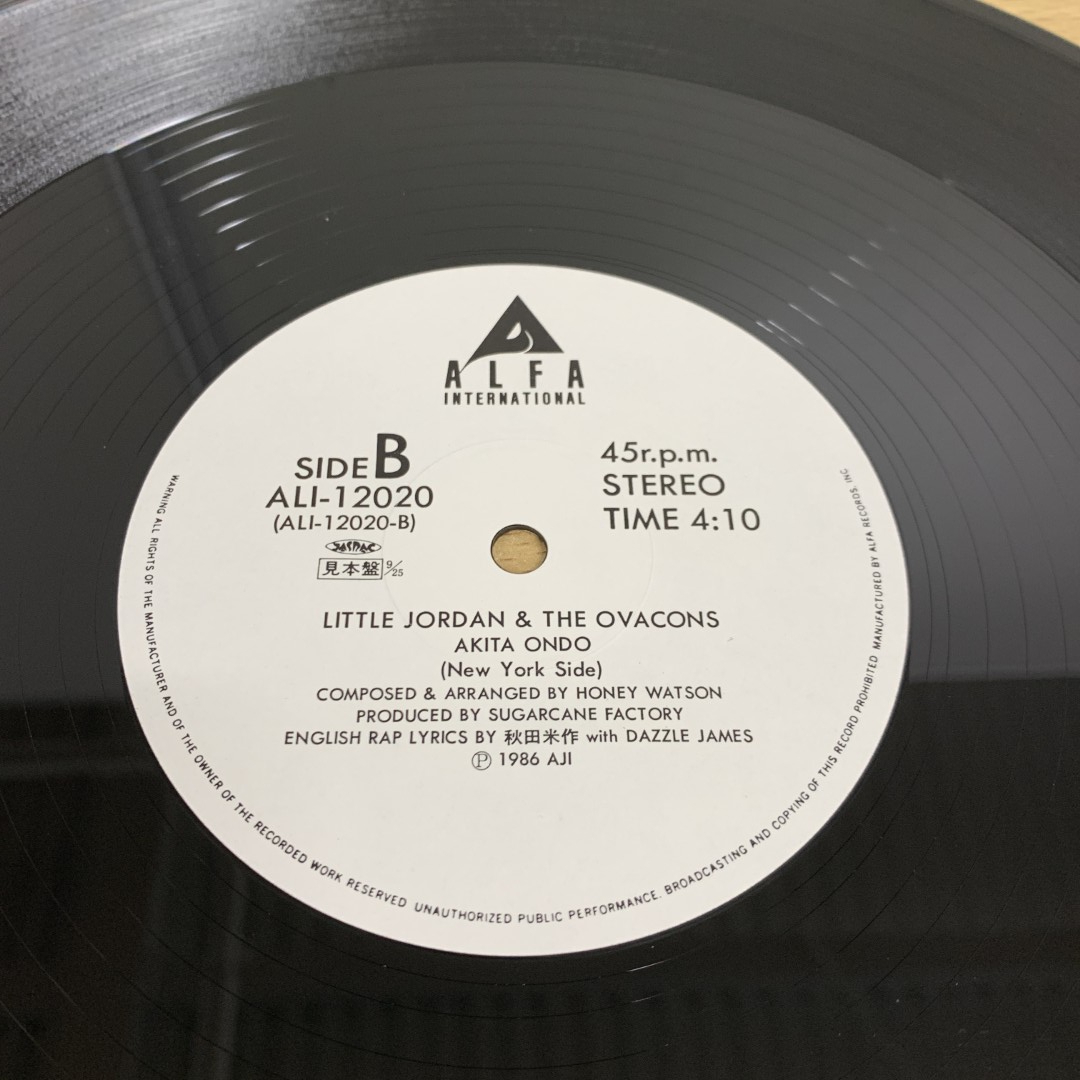 ALFA
INTERNATIONAL
SIDE B
ALI-12020
(ALI-12020-B)
JASRAC
見本盤 9/25
45r.p.m.
STEREO
TIME 4:10
LITTLE JORDAN & THE OVACONS
AKITA ONDO
(New York Side)
COMPOSED & ARRANGED BY HONEY WATSON
PRODUCED BY SUGARCANE FACTORY
ENGLISH RAP LYRICS BY 秋田米作 with DAZZLE JAMES
Ⓟ 1986 AJI
WARNING ALL RIGHTS OF THE MANUFACTURER AND OF THE OWNER OF THE RECORDED WORK RESERVED UNAUTHORIZED PUBLIC PERFORMANCE. BROADCASTING AND COPYING OF THIS RECORD PROHIBITED MANUFACTURED BY ALFA RECORDS, INC